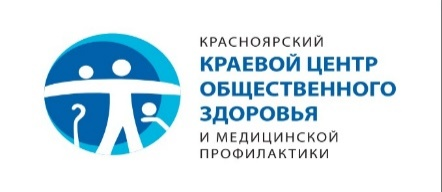 КРАСНОЯРСКИЙ
КРАЕВОЙ ЦЕНТР
ОБЩЕСТВЕННОГО
ЗДОРОВЬЯ
И МЕДИЦИНСКОЙ
ПРОФИЛАКТИКИ